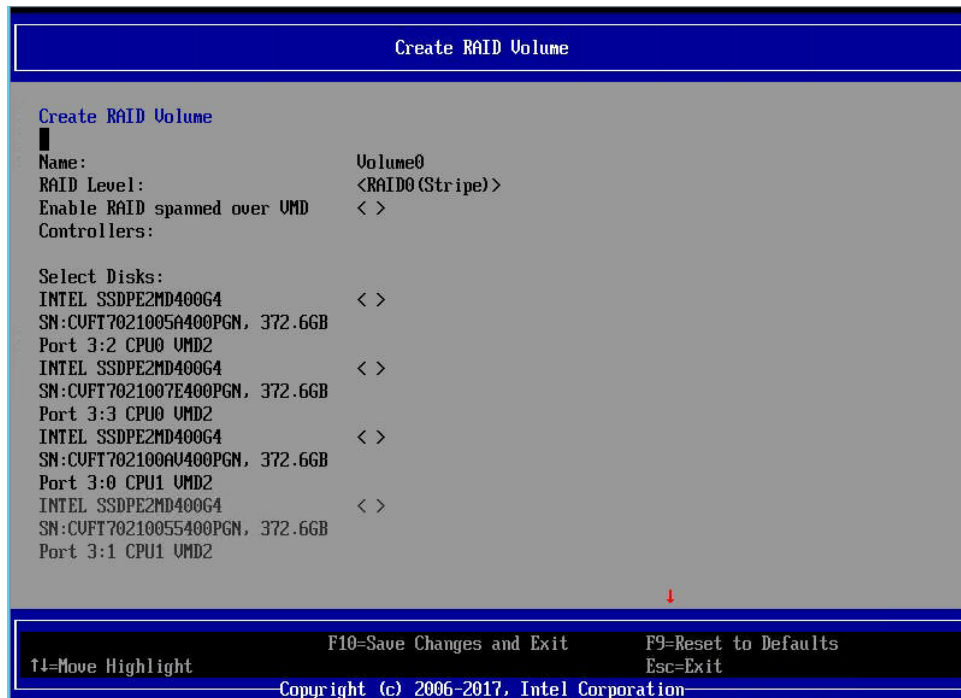 Create RAID Volume
Create RAID Volume
Name: Volume0
RAID Level: <RAID0(Stripe)>
Enable RAID spanned over VMD < >
Controllers:
Select Disks:
INTEL SSDPE2MD400G4 < >
SN:CVFT7021005A400PGN, 372.6GB
Port 3:2 CPU0 VMD2
INTEL SSDPE2MD400G4 < >
SN:CVFT7021007E400PGN, 372.6GB
Port 3:3 CPU0 VMD2
INTEL SSDPE2MD400G4 < >
SN:CVFT702100AV400PGN, 372.6GB
Port 3:0 CPU1 VMD2
INTEL SSDPE2MD400G4 < >
SN:CVFT70210055400PGN, 372.6GB
Port 3:1 CPU1 VMD2
↓
F10=Save Changes and Exit F9=Reset to Defaults
↑↓=Move Highlight Esc=Exit
Copyright (c) 2006-2017, Intel Corporation